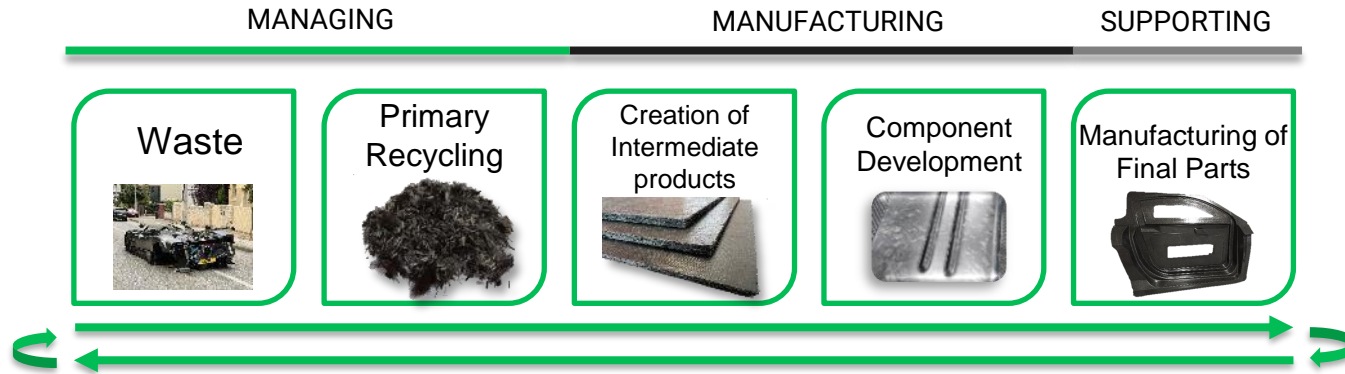 MANAGING
MANUFACTURING
SUPPORTING
Waste
Primary
Recycling
Creation of
Intermediate
products
Component
Development
Manufacturing of
Final Parts